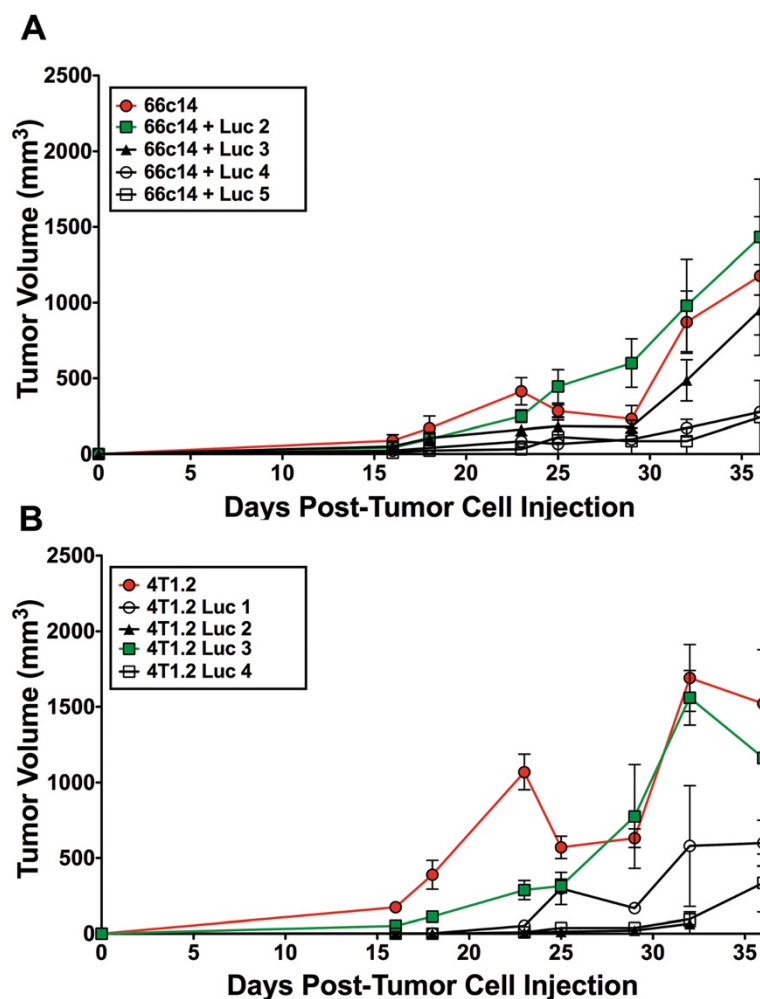 A
Tumor Volume (mm³)
2500
2000
1500
1000
500
0
66c14
66c14 + Luc 2
66c14 + Luc 3
66c14 + Luc 4
66c14 + Luc 5
0 5 10 15 20 25 30 35
Days Post-Tumor Cell Injection
B
Tumor Volume (mm³)
2500
2000
1500
1000
500
0
4T1.2
4T1.2 Luc 1
4T1.2 Luc 2
4T1.2 Luc 3
4T1.2 Luc 4
0 5 10 15 20 25 30 35
Days Post-Tumor Cell Injection